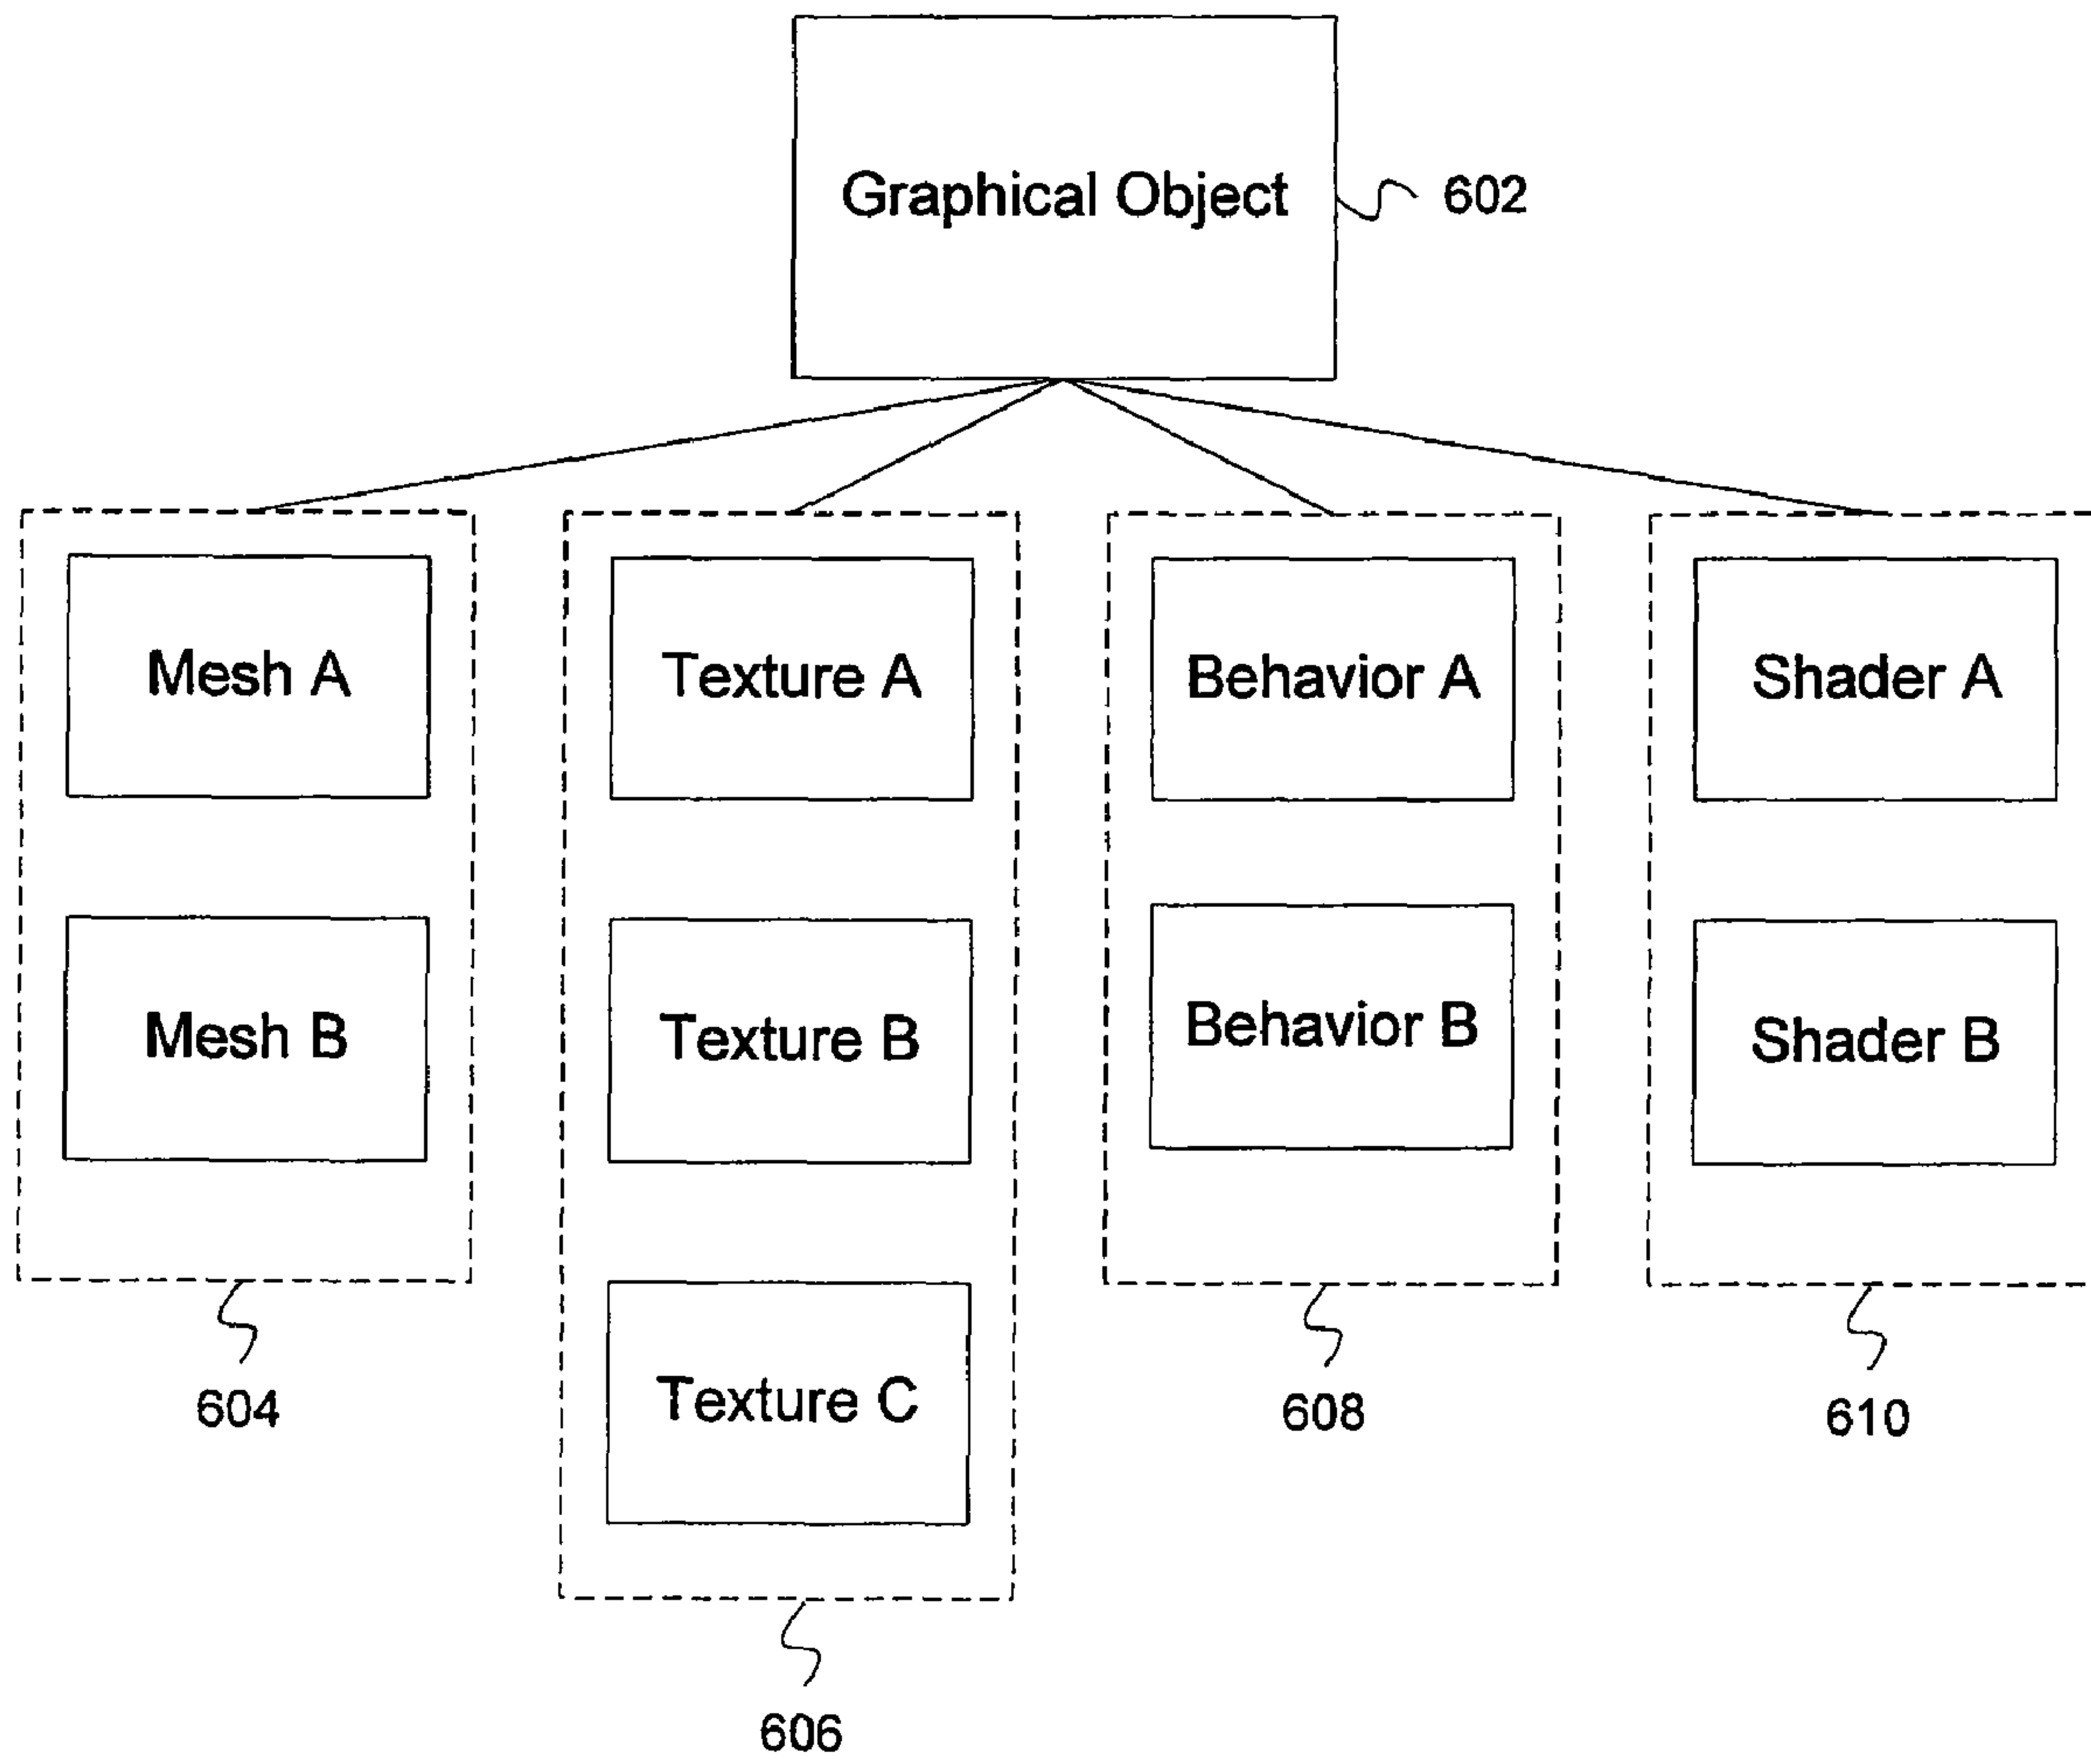 Graphical Object
602
Mesh A
Texture A
Behavior A
Shader A
Mesh B
Texture B
Behavior B
Shader B
Texture C
604
608
610
606